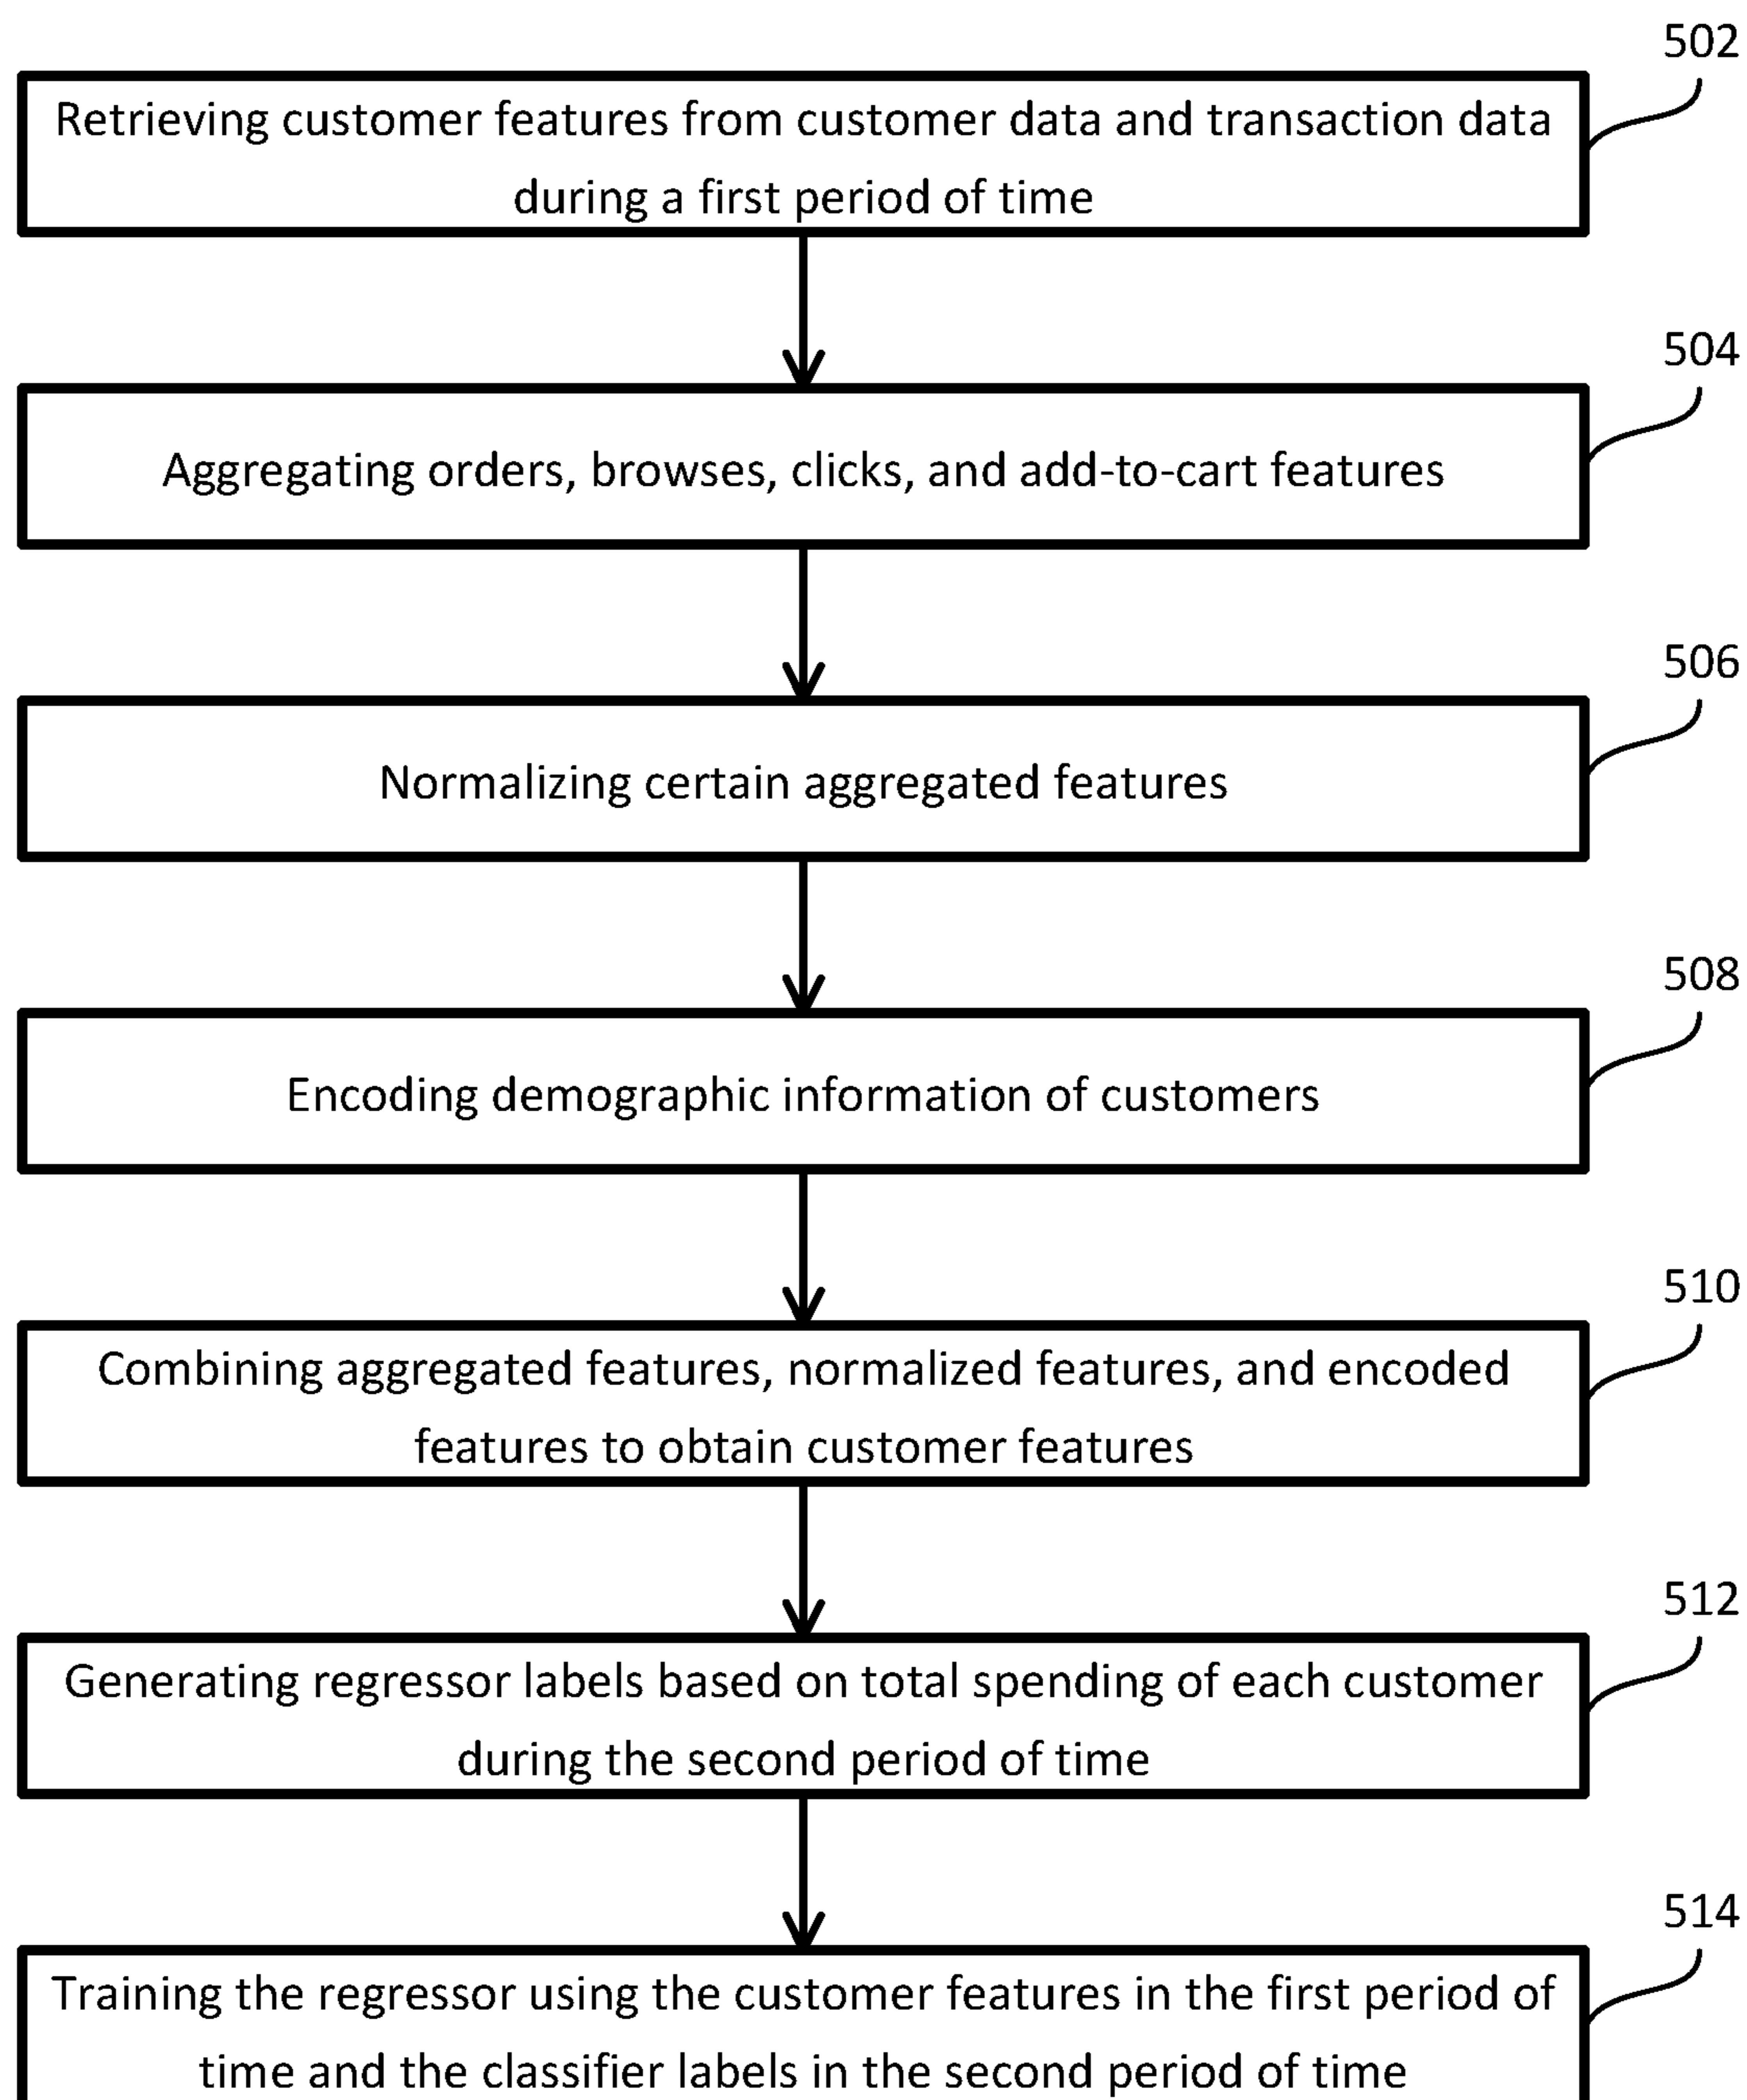 502
Retrieving customer features from customer data and transaction data
during a first period of time
504
Aggregating orders, browses, clicks, and add-to-cart features
506
Normalizing certain aggregated features
508
Encoding demographic information of customers
510
Combining aggregated features, normalized features, and encoded
features to obtain customer features
512
Generating regressor labels based on total spending of each customer
during the second period of time
514
Training the regressor using the customer features in the first period of
time and the classifier labels in the second period of time